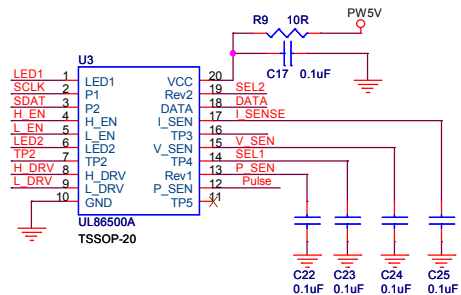 PW5V
R9 10R
C17 0.1uF
U3
LED1 1 LED1 VCC 20
SCLK 2 P1 Rev2 19 SEL2
SDAT 3 P2 DATA 18 DATA
H_EN 4 H_EN I_SEN 17 I_SENSE
L_EN 5 L_EN TP3 16
LED2 6 LED2 V_SEN 15 V_SEN
TP2 7 TP2 TP4 14 SEL1
H_DRV 8 H_DRV Rev1 13 P_SEN
L_DRV 9 L_DRV P_SEN 12 Pulse
10 GND TP5 11
UL86500A
TSSOP-20
C22 C23 C24 C25
0.1uF 0.1uF 0.1uF 0.1uF